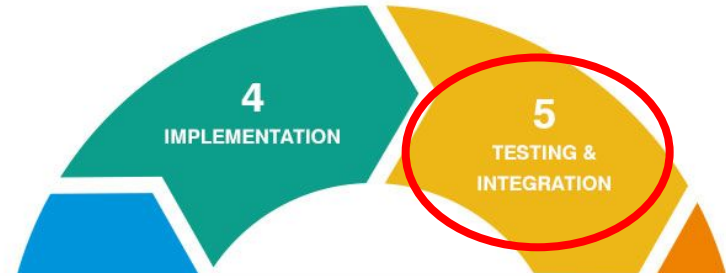 4
IMPLEMENTATION
5
TESTING &
INTEGRATION